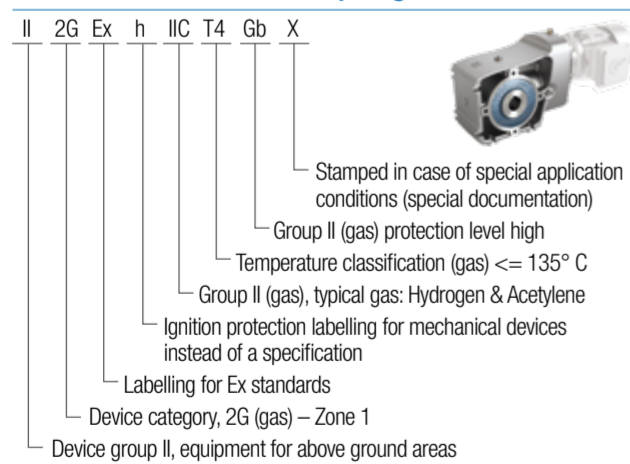 II 2G Ex h IIC T4 Gb X
Stamped in case of special application
conditions (special documentation)
Group II (gas) protection level high
Temperature classification (gas) <= 135° C
Group II (gas), typical gas: Hydrogen & Acetylene
Ignition protection labelling for mechanical devices
instead of a specification
Labelling for Ex standards
Device category, 2G (gas) – Zone 1
Device group II, equipment for above ground areas